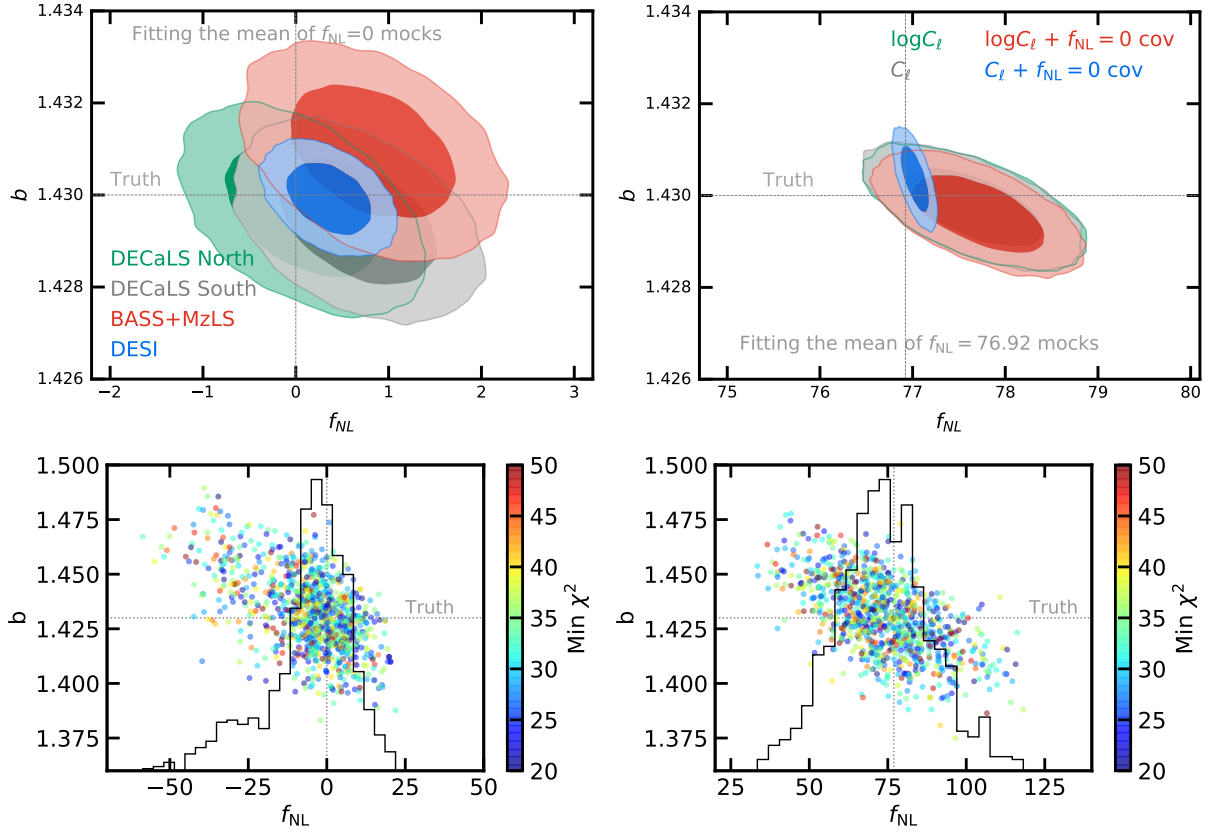 Fitting the mean of f_NL=0 mocks
1.434
1.432
1.430
1.428
1.426
b
Truth
DECaLS North
DECaLS South
BASS+MzLS
DESI
−2 −1 0 1 2 3
f_NL
logC_ℓ logC_ℓ + f_NL = 0 cov
C_ℓ C_ℓ + f_NL = 0 cov
1.434
1.432
1.430
1.428
1.426
b
Truth
Fitting the mean of f_NL = 76.92 mocks
75 76 77 78 79 80
f_NL
1.500
1.475
1.450
1.425
1.400
1.375
b
Truth
−50 −25 0 25 50
f_NL
50
45
40
35
30
25
20
Min χ²
1.500
1.475
1.450
1.425
1.400
1.375
b
Truth
25 50 75 100 125
f_NL
50
45
40
35
30
25
20
Min χ²